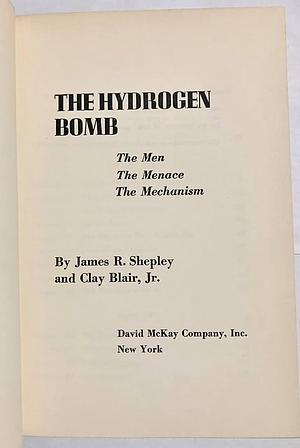 THE HYDROGEN
BOMB
The Men
The Menace
The Mechanism
By James R. Shepley
and Clay Blair, Jr.
David McKay Company, Inc.
New York